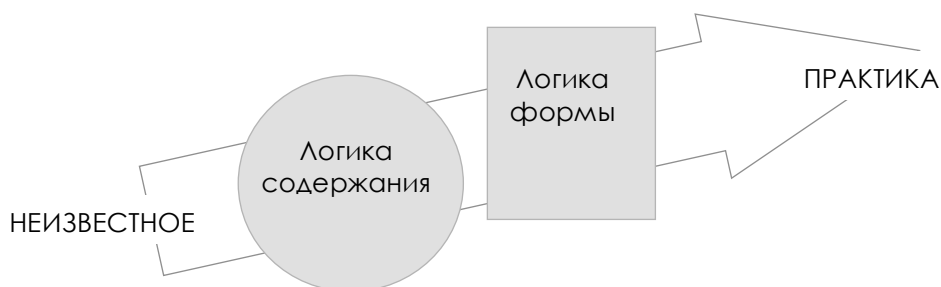 Логика
формы
ПРАКТИКА
Логика
содержания
НЕИЗВЕСТНОЕ